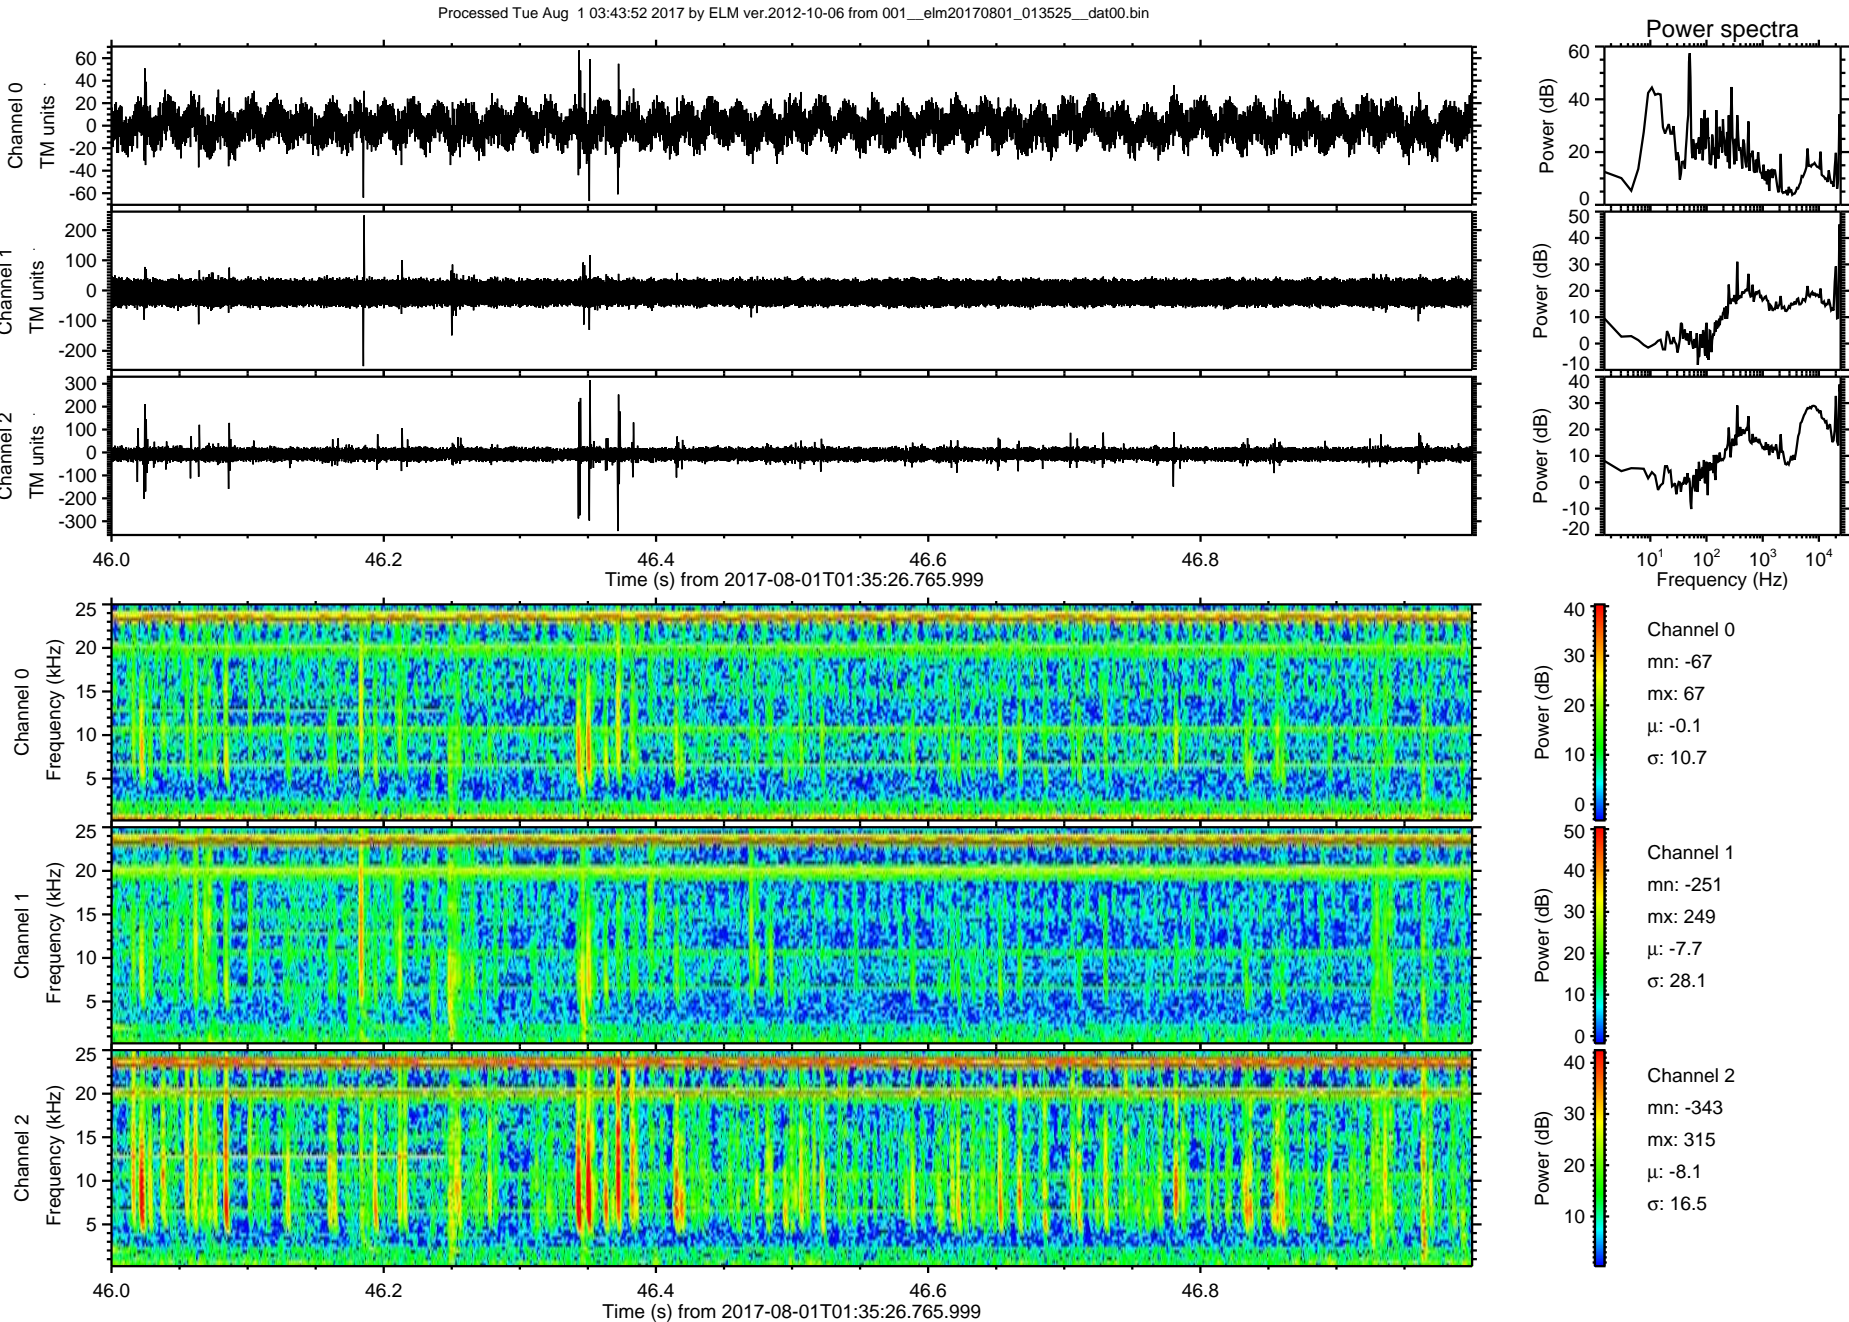 Processed Tue Aug 1 03:43:52 2017 by ELM ver.2012-10-06 from 001__elm20170801_013525__dat00.bin
Power spectra
Channel 0
TM units
60
40
20
0
-20
-40
-60
Power (dB)
60
40
20
0
Channel 1
TM units
200
100
0
-100
-200
Power (dB)
50
40
30
20
10
0
-10
Channel 2
TM units
300
200
100
0
-100
-200
-300
Power (dB)
40
30
20
10
0
-10
-20
46.0 46.2 46.4 46.6 46.8
Time (s) from 2017-08-01T01:35:26.765.999
10^1 10^2 10^3 10^4
Frequency (Hz)
Channel 0
Frequency (kHz)
25
20
15
10
5
Power (dB)
40
30
20
10
0
Channel 0
mn: -67
mx: 67
μ: -0.1
σ: 10.7
Channel 1
Frequency (kHz)
25
20
15
10
5
Power (dB)
50
40
30
20
10
0
Channel 1
mn: -251
mx: 249
μ: -7.7
σ: 28.1
Channel 2
Frequency (kHz)
25
20
15
10
5
Power (dB)
40
30
20
10
Channel 2
mn: -343
mx: 315
μ: -8.1
σ: 16.5
46.0 46.2 46.4 46.6 46.8
Time (s) from 2017-08-01T01:35:26.765.999